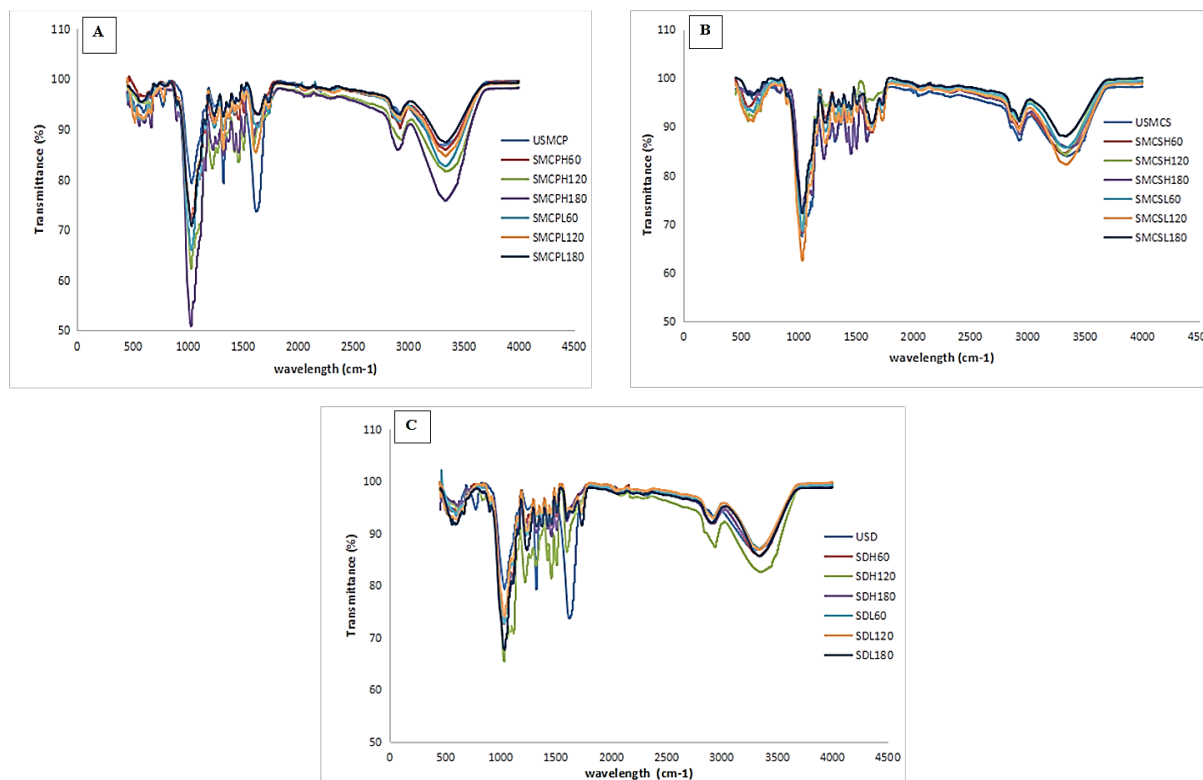 A
110
100
90
80
70
60
50
Transmittance (%)
0 500 1000 1500 2000 2500 3000 3500 4000 4500
wavelength (cm-1)
USMCP
SMCPH60
SMCPH120
SMCPH180
SMCPL60
SMCPL120
SMCPL180
B
110
100
90
80
70
60
50
Transmittance (%)
0 500 1000 1500 2000 2500 3000 3500 4000 4500
wavelength (cm-1)
USMCS
SMCSH60
SMCSH120
SMCSH180
SMCSL60
SMCSL120
SMCSL180
C
110
100
90
80
70
60
50
Transmittance (%)
0 500 1000 1500 2000 2500 3000 3500 4000 4500
wavelength (cm-1)
USD
SDH60
SDH120
SDH180
SDL60
SDL120
SDL180